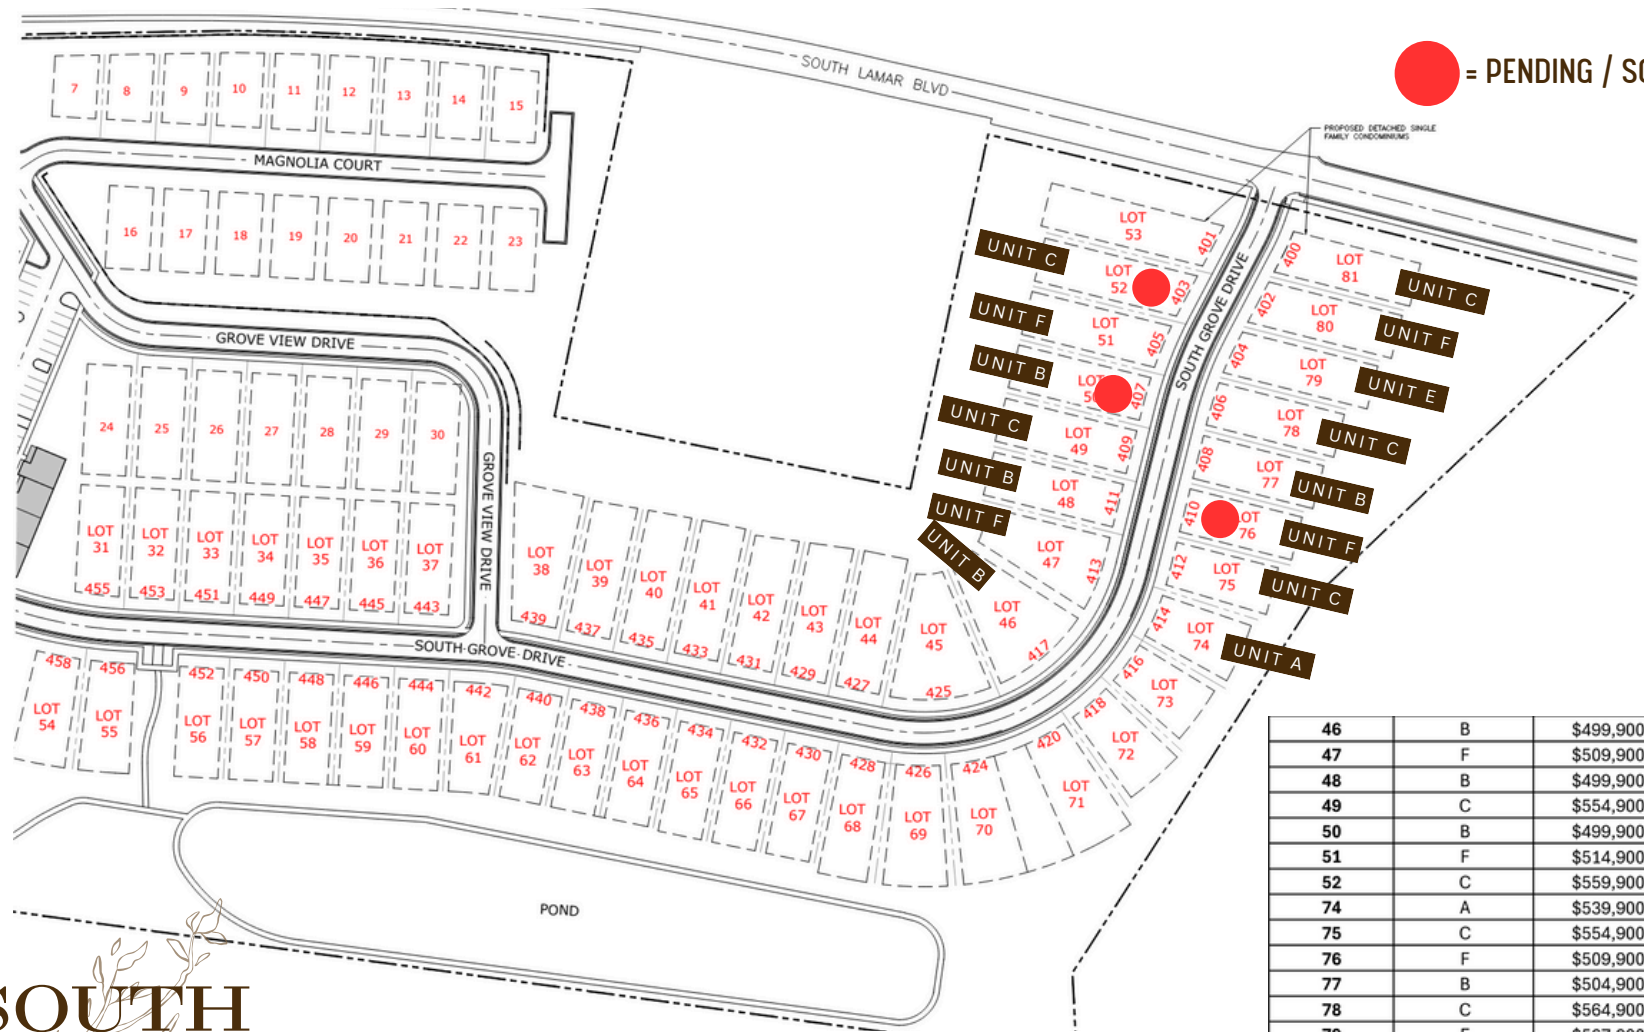 = PENDING / SO
SOUTH LAMAR BLVD
PROPOSED DETACHED SINGLE
FAMILY CONDOMINIUMS
7 8 9 10 11 12 13 14 15
MAGNOLIA COURT
16 17 18 19 20 21 22 23
GROVE VIEW DRIVE
24 25 26 27 28 29 30
GROVE VIEW DRIVE
LOT 31 455
LOT 32 453
LOT 33 451
LOT 34 449
LOT 35 447
LOT 36 445
LOT 37 443
LOT 38 439
LOT 39 437
LOT 40 435
LOT 41 433
LOT 42 431
LOT 43 429
LOT 44 427
LOT 45 425
LOT 46 417 UNIT B
LOT 47 413 UNIT F
LOT 48 411 UNIT B
LOT 49 409 UNIT C
LOT 5 407 UNIT B
LOT 51 405 UNIT F
LOT 52 403 UNIT C
LOT 53 401
SOUTH GROVE DRIVE
400 LOT 81 UNIT C
402 LOT 80 UNIT F
404 LOT 79 UNIT E
406 LOT 78 UNIT C
408 LOT 77 UNIT B
410 OT 76 UNIT F
412 LOT 75 UNIT C
414 LOT 74 UNIT A
416 LOT 73
418 LOT 72
420 LOT 71
424 LOT 70
426 LOT 69
428 LOT 68
430 LOT 67
432 LOT 66
434 LOT 65
436 LOT 64
438 LOT 63
440 LOT 62
442 LOT 61
444 LOT 60
446 LOT 59
448 LOT 58
450 LOT 57
452 LOT 56
456 LOT 55
458 LOT 54
SOUTH GROVE DRIVE
POND
SOUTH
46 B $499,900
47 F $509,900
48 B $499,900
49 C $554,900
50 B $499,900
51 F $514,900
52 C $559,900
74 A $539,900
75 C $554,900
76 F $509,900
77 B $504,900
78 C $564,900